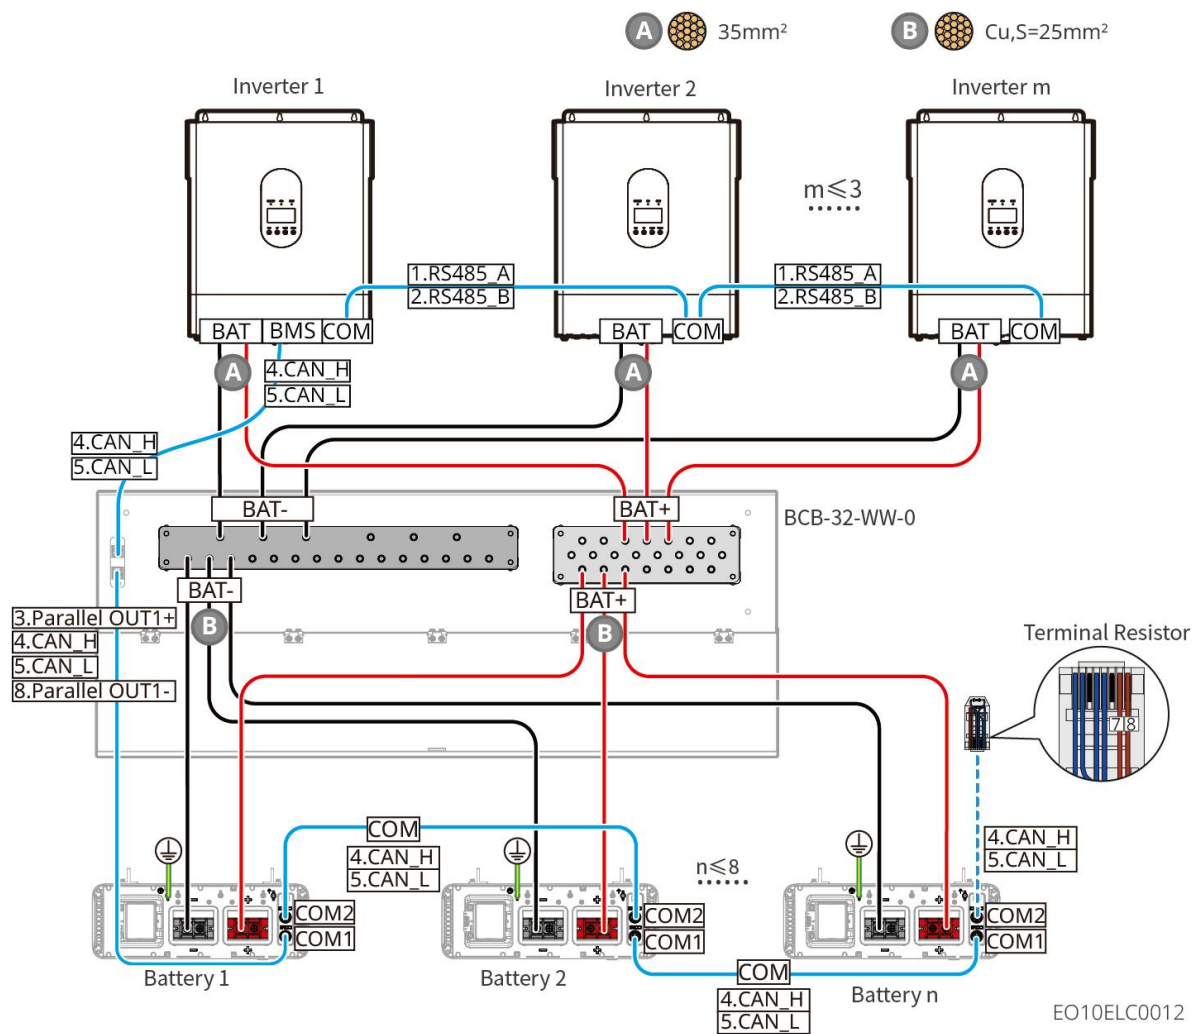 A 35mm²
B Cu,S=25mm²
Inverter 1
Inverter 2
Inverter m
m≤3
1.RS485_A
2.RS485_B
1.RS485_A
2.RS485_B
BAT
BMS
COM
BAT
COM
BAT
COM
A
A
A
4.CAN_H
5.CAN_L
4.CAN_H
5.CAN_L
BAT-
BAT+
BCB-32-WW-0
BAT-
BAT+
B
B
3.Parallel OUT1+
4.CAN_H
5.CAN_L
8.Parallel OUT1-
Terminal Resistor
7 8
COM
4.CAN_H
5.CAN_L
n≤8
4.CAN_H
5.CAN_L
COM2
COM1
COM2
COM1
COM2
COM1
Battery 1
Battery 2
Battery n
COM
4.CAN_H
5.CAN_L
EO10ELC0012